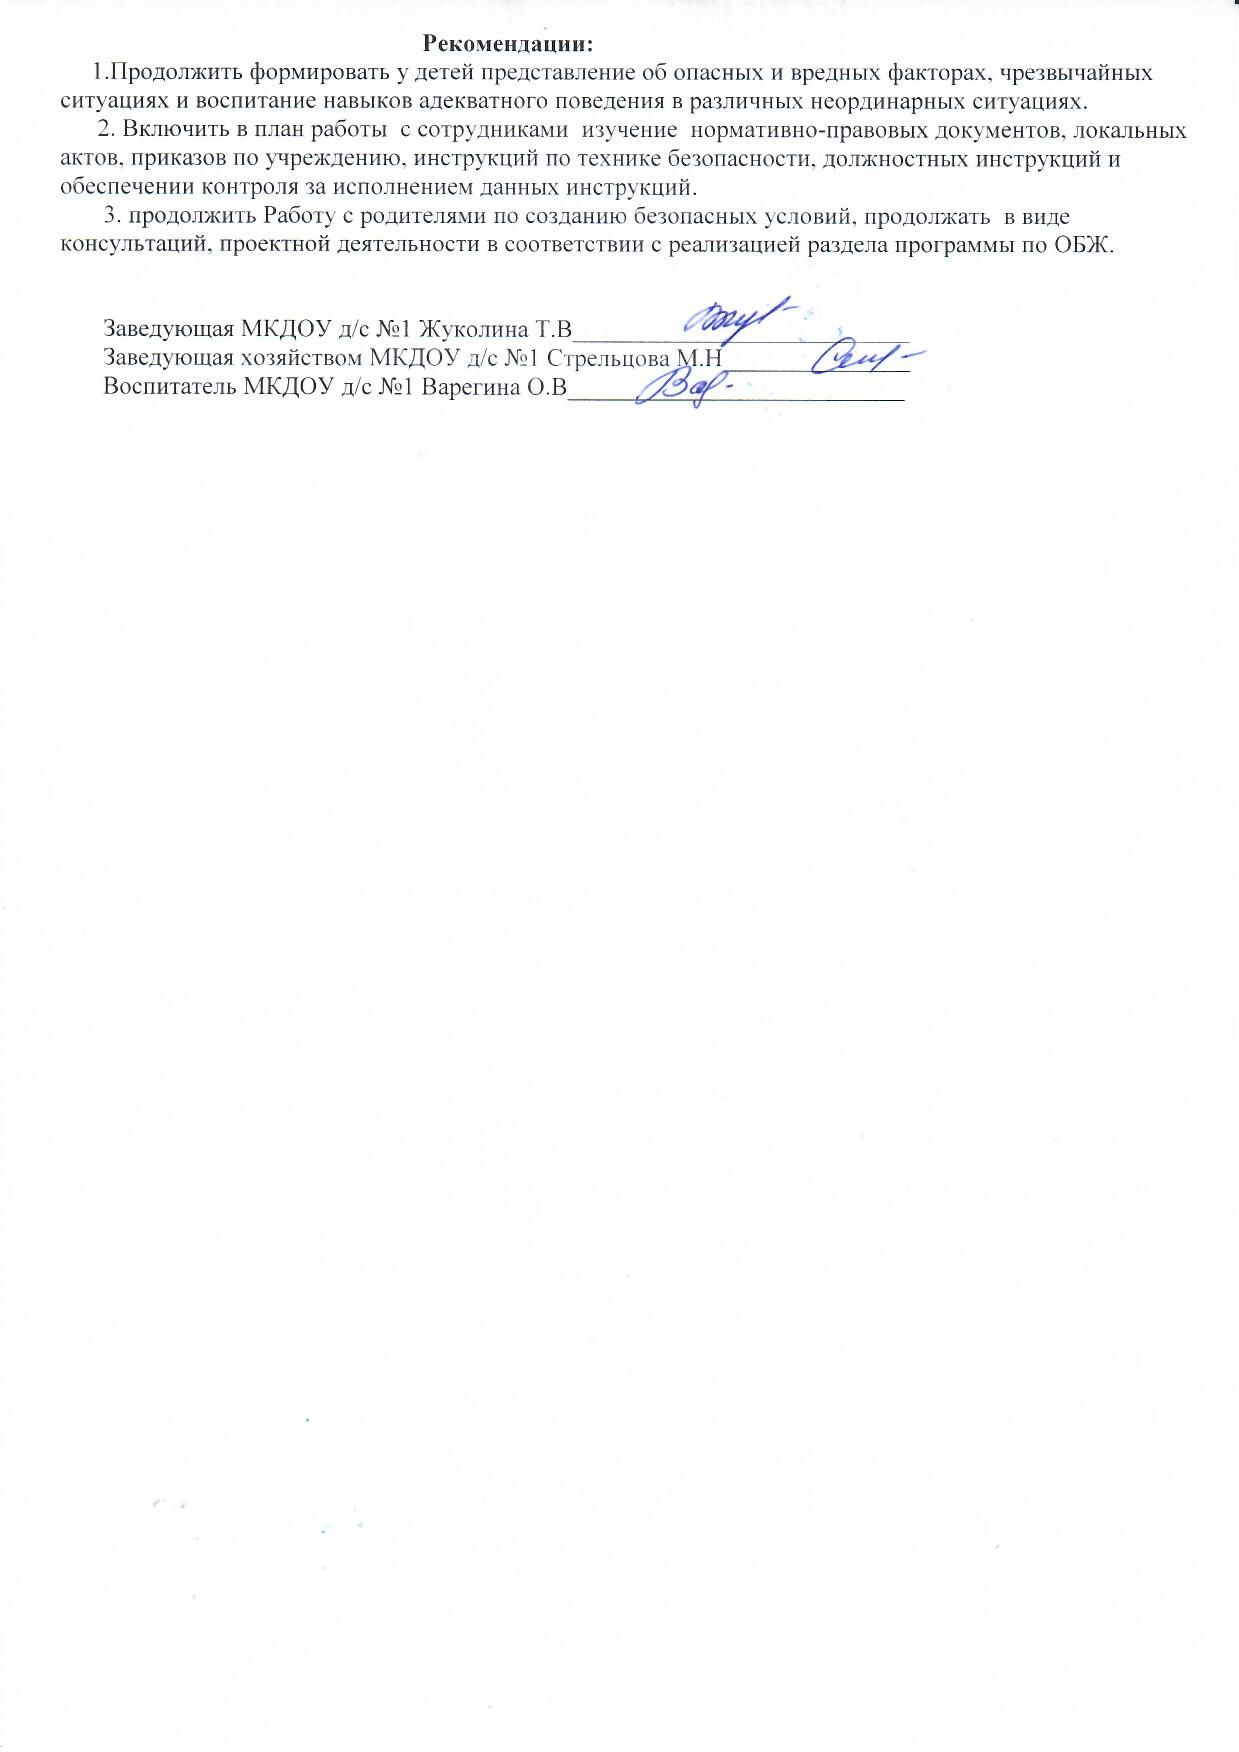 Рекомендации:
1.Продолжить формировать у детей представление об опасных и вредных факторах, чрезвычайных
ситуациях и воспитание навыков адекватного поведения в различных неординарных ситуациях.
2. Включить в план работы с сотрудниками изучение нормативно-правовых документов, локальных
актов, приказов по учреждению, инструкций по технике безопасности, должностных инструкций и
обеспечении контроля за исполнением данных инструкций.
3. продолжить Работу с родителями по созданию безопасных условий, продолжать в виде
консультаций, проектной деятельности в соответствии с реализацией раздела программы по ОБЖ.
Заведующая МКДОУ д/с №1 Жуколина Т.В
Заведующая хозяйством МКДОУ д/с №1 Стрельцова М.Н
Воспитатель МКДОУ д/с №1 Варегина О.В